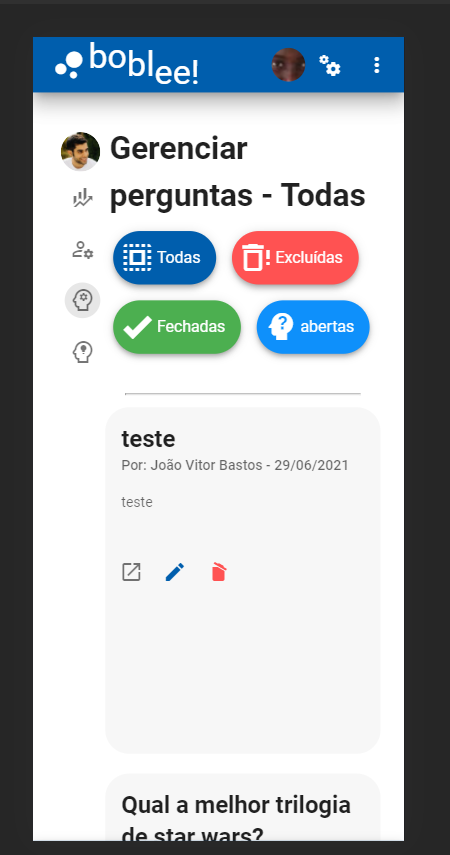 boblee!
Gerenciar
perguntas - Todas
Todas
Excluídas
Fechadas
abertas
teste
Por: João Vitor Bastos - 29/06/2021
teste
Qual a melhor trilogia
de star wars?